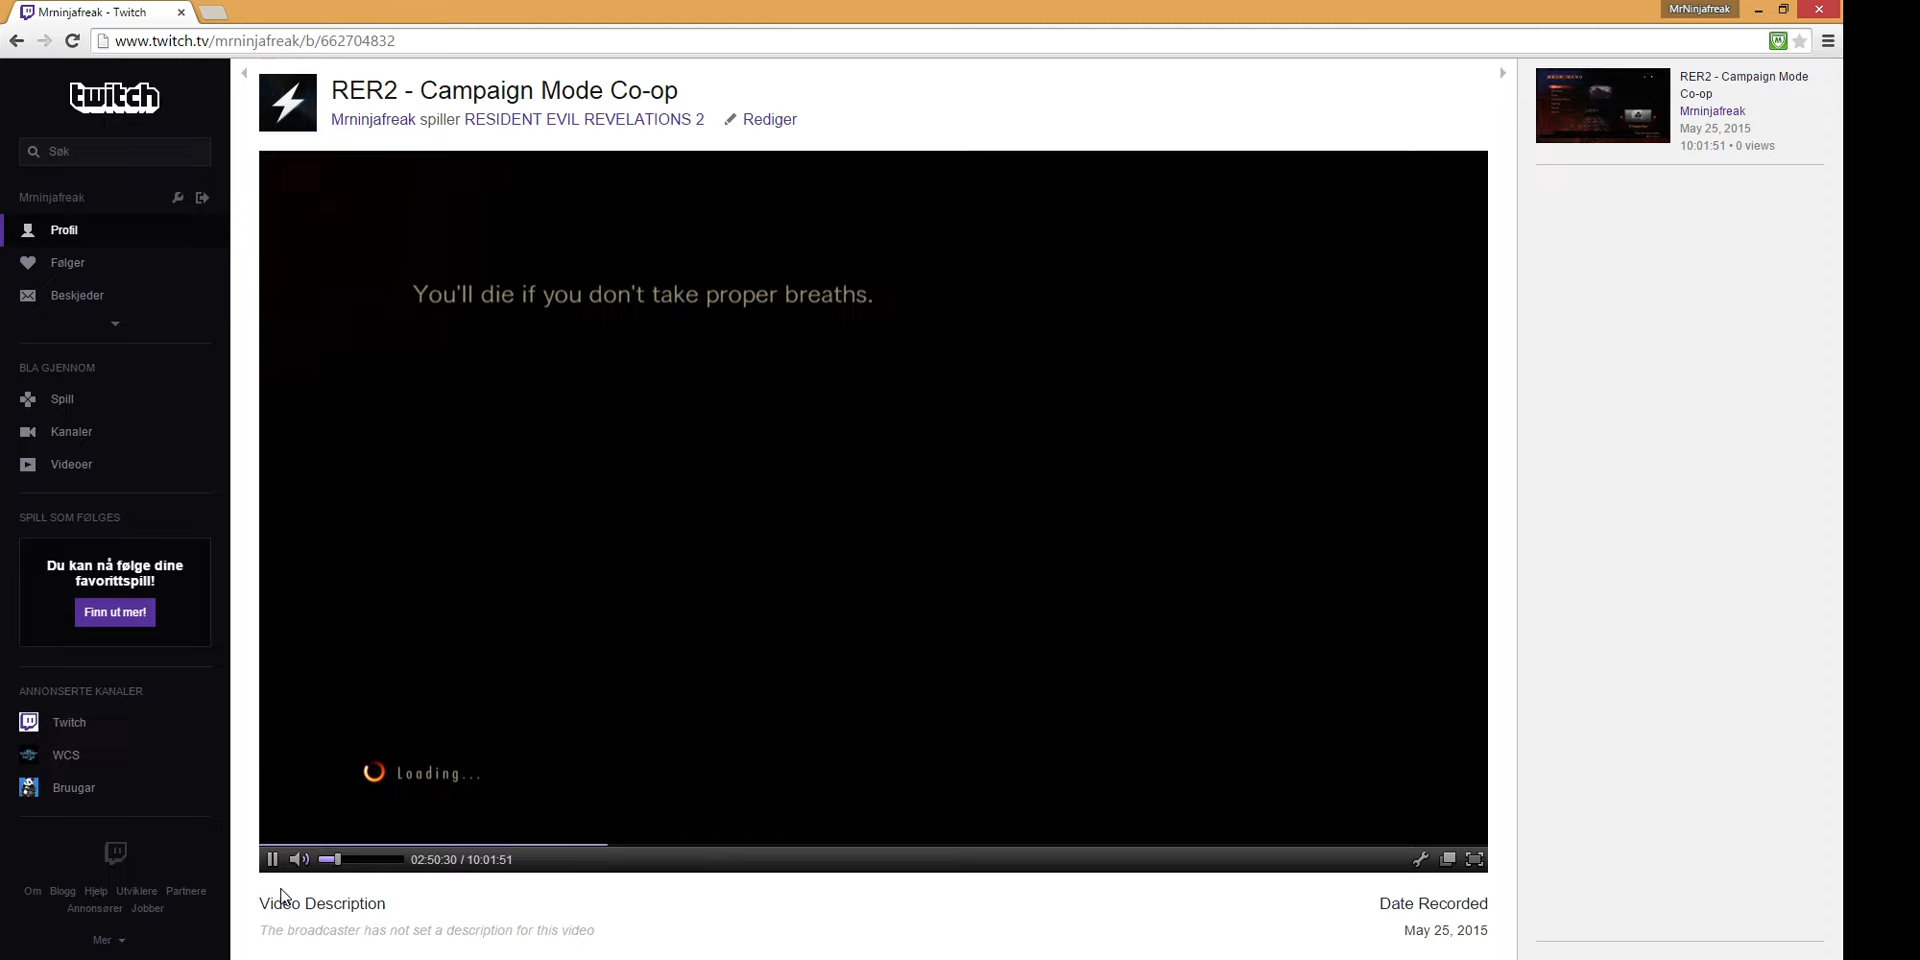 Mrninjafreak - Twitch
MrNinjafreak
www.twitch.tv/mrninjafreak/b/662704832
twitch
Søk
Mrninjafreak
Profil
Følger
Beskjeder
BLA GJENNOM
Spill
Kanaler
Videoer
SPILL SOM FØLGES
Du kan nå følge dine
favorittspill!
Finn ut mer!
ANNONSERTE KANALER
Twitch
WCS
Bruugar
Om Blogg Hjelp Utviklere Partnere
Annonsører Jobber
Mer
RER2 - Campaign Mode Co-op
Mrninjafreak spiller RESIDENT EVIL REVELATIONS 2 Rediger
You'll die if you don't take proper breaths.
Loading...
02:50:30 / 10:01:51
Video Description
The broadcaster has not set a description for this video
Date Recorded
May 25, 2015
RER2 - Campaign Mode
Co-op
Mrninjafreak
May 25, 2015
10:01:51 • 0 views